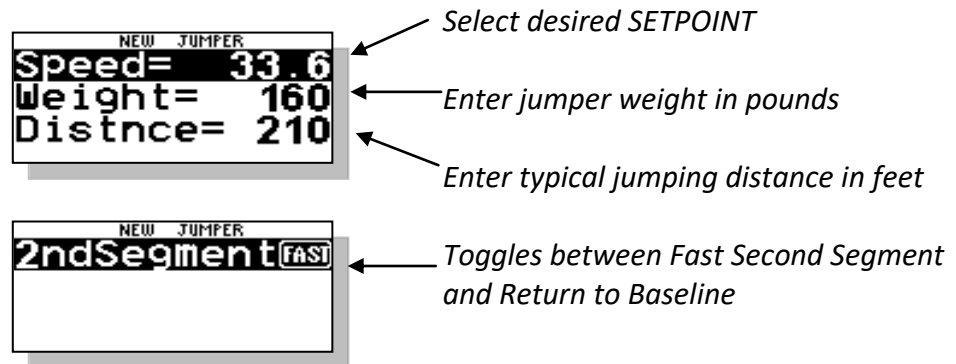 Select desired SETPOINT
NEW JUMPER
Speed= 33.6
Weight= 160
Distnce= 210
Enter jumper weight in pounds
Enter typical jumping distance in feet
NEW JUMPER
2ndSegment FAST
Toggles between Fast Second Segment
and Return to Baseline